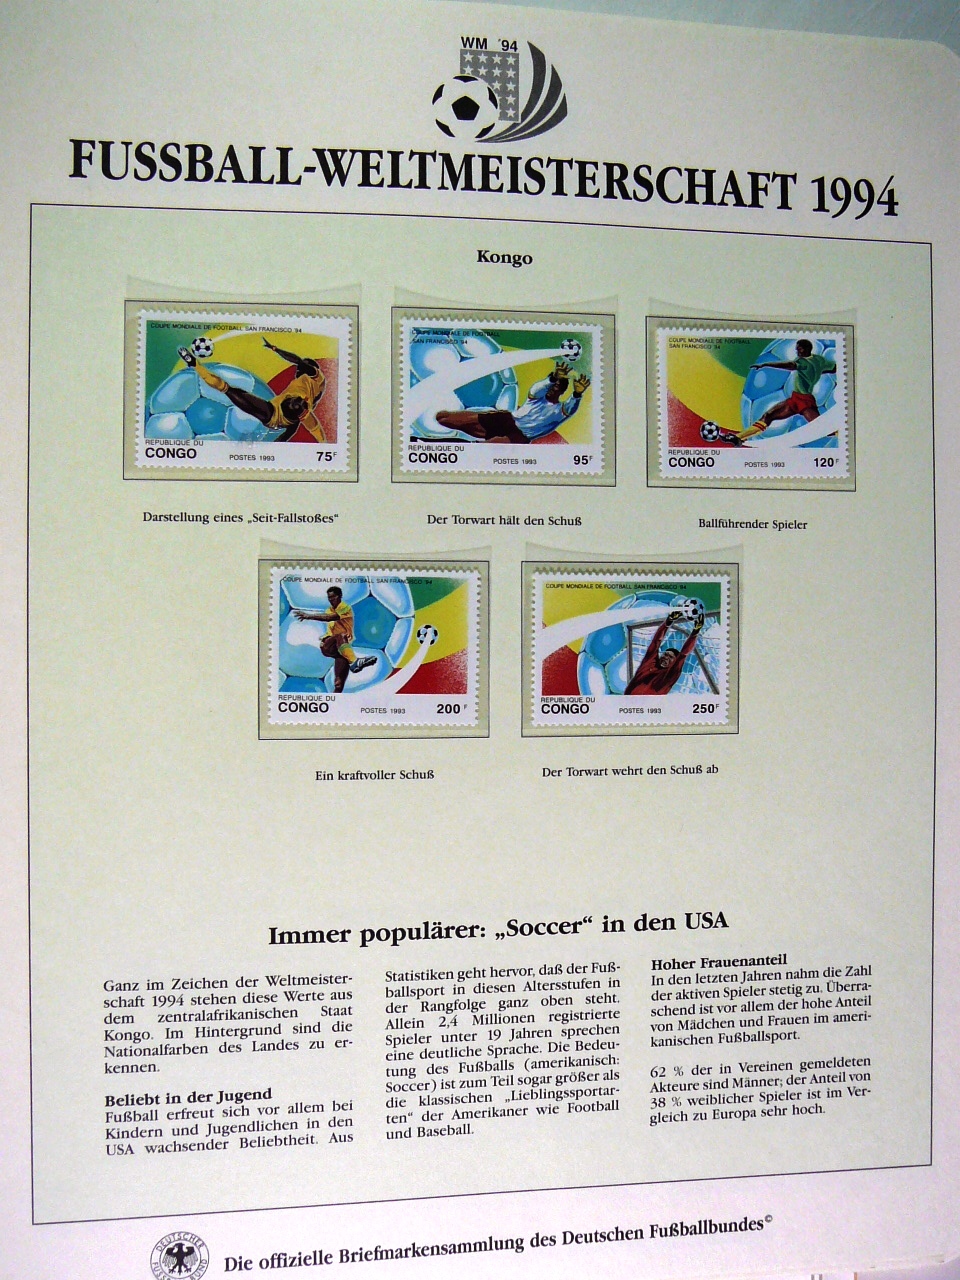 WM '94
FUSSBALL-WELTMEISTERSCHAFT 1994
Kongo
COUPE MONDIALE DE FOOTBALL SAN FRANCISCO '94
REPUBLIQUE DU
CONGO
POSTES 1993
75F
COUPE MONDIALE DE FOOTBALL
SAN FRANCISCO '94
REPUBLIQUE DU
CONGO
POSTES 1993
95F
COUPE MONDIALE DE FOOTBALL
SAN FRANCISCO '94
REPUBLIQUE DU
CONGO
POSTES 1993
120F
Darstellung eines „Seit-Fallstoßes“
Der Torwart hält den Schuß
Ballführender Spieler
COUPE MONDIALE DE FOOTBALL SAN FRANCISCO '94
REPUBLIQUE DU
CONGO
POSTES 1993
200F
COUPE MONDIALE DE FOOTBALL SAN FRANCISCO '94
REPUBLIQUE DU
CONGO
POSTES 1993
250F
Ein kraftvoller Schuß
Der Torwart wehrt den Schuß ab
Immer populärer: „Soccer“ in den USA
Ganz im Zeichen der Weltmeister-
schaft 1994 stehen diese Werte aus
dem zentralafrikanischen Staat
Kongo. Im Hintergrund sind die
Nationalfarben des Landes zu er-
kennen.
Beliebt in der Jugend
Fußball erfreut sich vor allem bei
Kindern und Jugendlichen in den
USA wachsender Beliebtheit. Aus
Statistiken geht hervor, daß der Fuß-
ballsport in diesen Altersstufen in
der Rangfolge ganz oben steht.
Allein 2,4 Millionen registrierte
Spieler unter 19 Jahren sprechen
eine deutliche Sprache. Die Bedeu-
tung des Fußballs (amerikanisch:
Soccer) ist zum Teil sogar größer als
die klassischen „Lieblingssportar-
ten“ der Amerikaner wie Football
und Baseball.
Hoher Frauenanteil
In den letzten Jahren nahm die Zahl
der aktiven Spieler stetig zu. Überra-
schend ist vor allem der hohe Anteil
von Mädchen und Frauen im ameri-
kanischen Fußballsport.
62 % der in Vereinen gemeldeten
Akteure sind Männer; der Anteil von
38 % weiblicher Spieler ist im Ver-
gleich zu Europa sehr hoch.
DEUTSCHER
Die offizielle Briefmarkensammlung des Deutschen Fußballbundes©